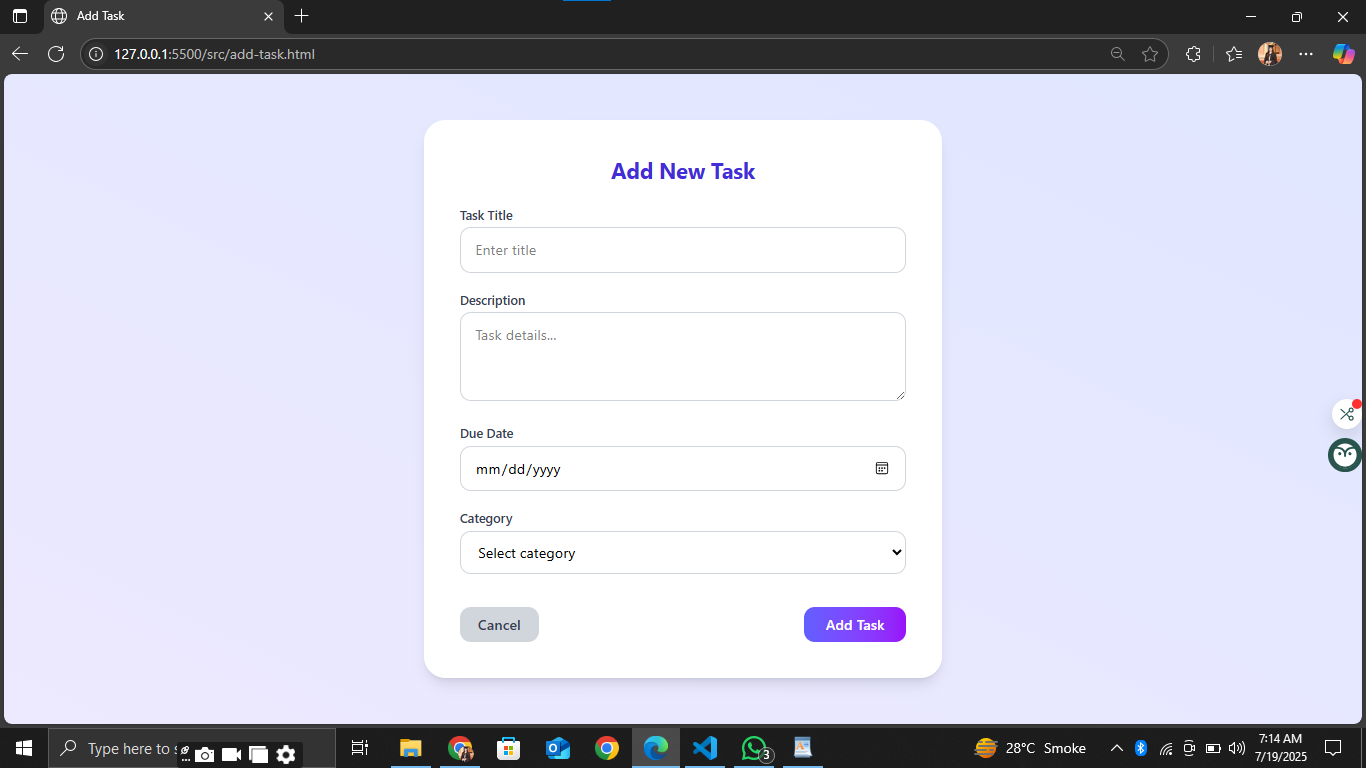 Add Task
127.0.0.1:5500/src/add-task.html
Add New Task
Task Title
Enter title
Description
Task details...
Due Date
mm/dd/yyyy
Category
Select category
Cancel
Add Task
Type here to s
3
28°C Smoke
7:14 AM
7/19/2025